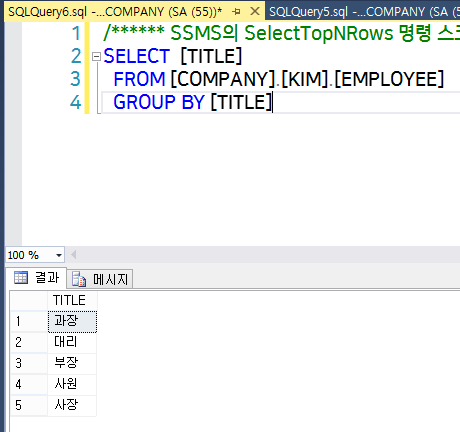 SQLQuery6.sql -...COMPANY (SA (55))* SQLQuery5.sql -...COMPANY (SA (5
1 /****** SSMS의 SelectTopNRows 명령
2 SELECT [TITLE]
3 FROM [COMPANY].[KIM].[EMPLOYEE]
4 GROUP BY [TITLE]
100 %
결과 메시지
TITLE
1 과장
2 대리
3 부장
4 사원
5 사장